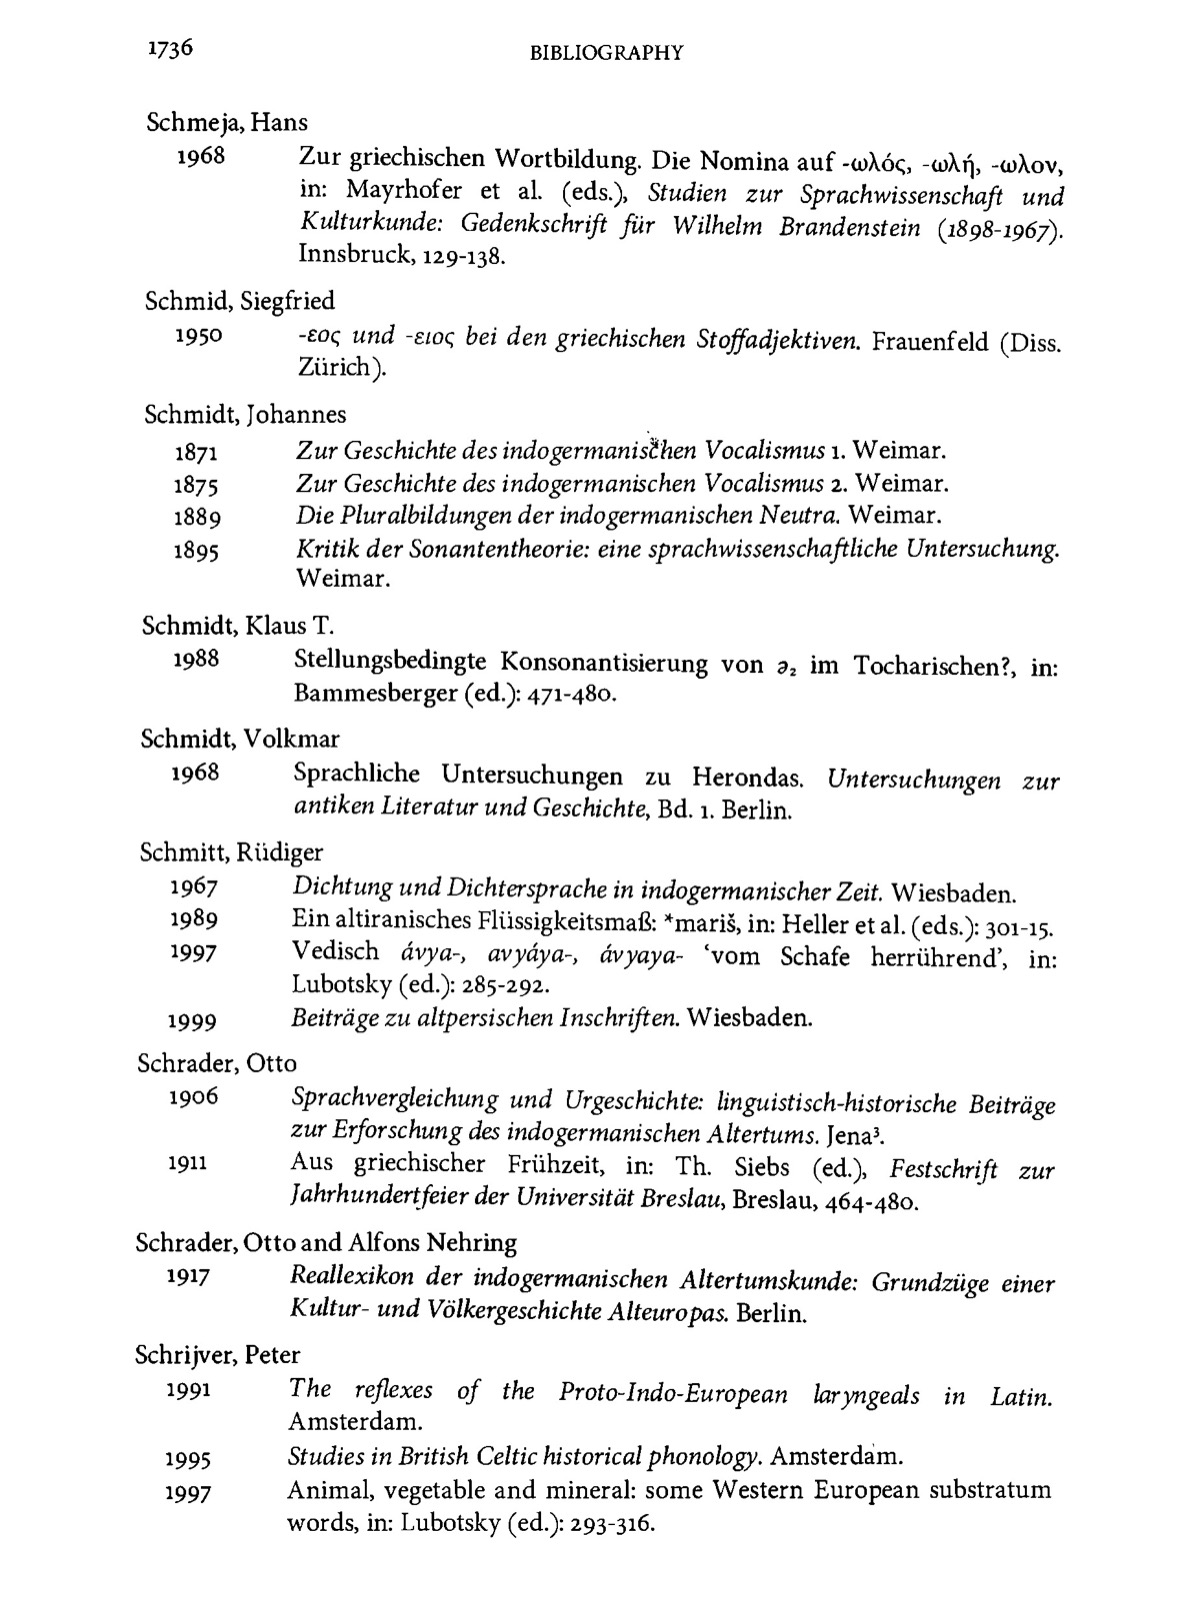 1736
BIBLIOGRAPHY
Schmeja, Hans
1968 Zur griechischen Wortbildung. Die Nomina auf -ωλός, -ωλή, -ωλον,
in: Mayrhofer et al. (eds.), Studien zur Sprachwissenschaft und
Kulturkunde: Gedenkschrift für Wilhelm Brandenstein (1898-1967).
Innsbruck, 129-138.
Schmid, Siegfried
1950 -εος und -ειος bei den griechischen Stoffadjektiven. Frauenfeld (Diss.
Zürich).
Schmidt, Johannes
1871 Zur Geschichte des indogermanischen Vocalismus 1. Weimar.
1875 Zur Geschichte des indogermanischen Vocalismus 2. Weimar.
1889 Die Pluralbildungen der indogermanischen Neutra. Weimar.
1895 Kritik der Sonantentheorie: eine sprachwissenschaftliche Untersuchung.
Weimar.
Schmidt, Klaus T.
1988 Stellungsbedingte Konsonantisierung von ə₂ im Tocharischen?, in:
Bammesberger (ed.): 471-480.
Schmidt, Volkmar
1968 Sprachliche Untersuchungen zu Herondas. Untersuchungen zur
antiken Literatur und Geschichte, Bd. 1. Berlin.
Schmitt, Rüdiger
1967 Dichtung und Dichtersprache in indogermanischer Zeit. Wiesbaden.
1989 Ein altiranisches Flüssigkeitsmaß: *mariš, in: Heller et al. (eds.): 301-15.
1997 Vedisch ávya-, avyáya-, ávyaya- ‘vom Schafe herrührend’, in:
Lubotsky (ed.): 285-292.
1999 Beiträge zu altpersischen Inschriften. Wiesbaden.
Schrader, Otto
1906 Sprachvergleichung und Urgeschichte: linguistisch-historische Beiträge
zur Erforschung des indogermanischen Altertums. Jena³.
1911 Aus griechischer Frühzeit, in: Th. Siebs (ed.), Festschrift zur
Jahrhundertfeier der Universität Breslau, Breslau, 464-480.
Schrader, Otto and Alfons Nehring
1917 Reallexikon der indogermanischen Altertumskunde: Grundzüge einer
Kultur- und Völkergeschichte Alteuropas. Berlin.
Schrijver, Peter
1991 The reflexes of the Proto-Indo-European laryngeals in Latin.
Amsterdam.
1995 Studies in British Celtic historical phonology. Amsterdam.
1997 Animal, vegetable and mineral: some Western European substratum
words, in: Lubotsky (ed.): 293-316.